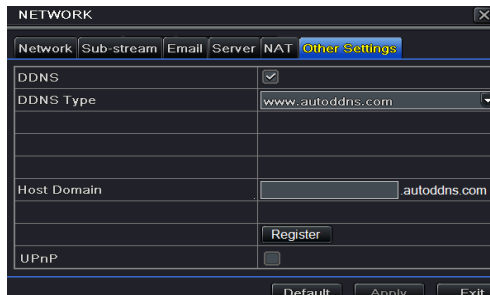 NETWORK
Network Sub-stream Email Server NAT Other Settings
DDNS
DDNS Type www.autoddns.com
Host Domain .autoddns.com
Register
UPnP
Default Apply Exit